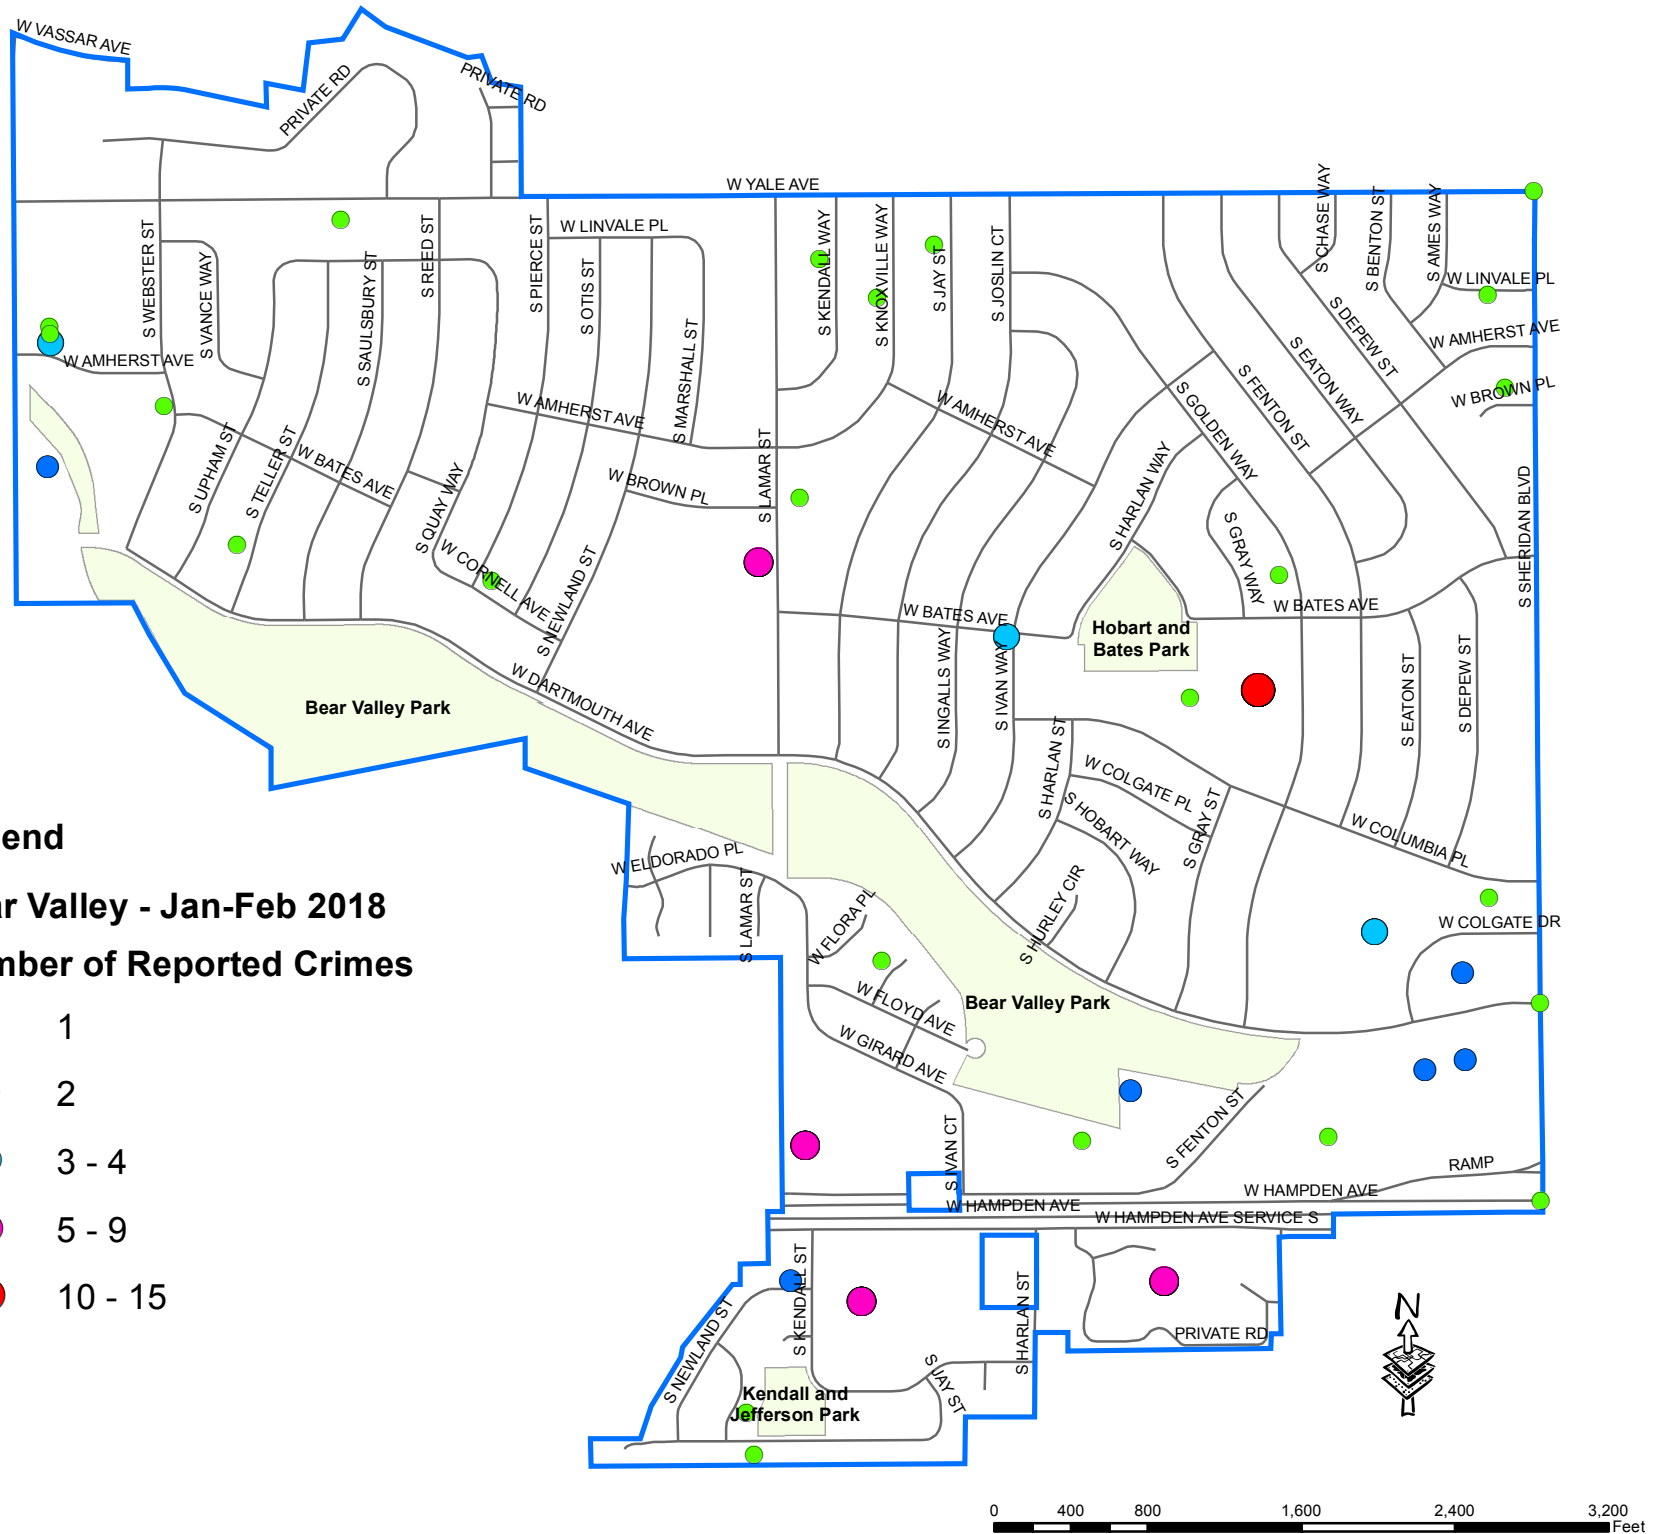 W VASSAR AVE
PRIVATE RD
PRIVATE RD
W YALE AVE
S WEBSTER ST
S VANCE WAY
S SAULSBURY ST
S REED ST
S PIERCE ST
W LINVALE PL
S OTIS ST
S MARSHALL ST
S KENDALL WAY
S KNOXVILLE WAY
S JAY ST
S JOSLIN CT
S CHASE WAY
S BENTON ST
S AMES WAY
W LINVALE PL
W AMHERST AVE
W BROWN PL
S DEPEW ST
S EATON WAY
S FENTON ST
S GOLDEN WAY
W AMHERST AVE
S UPHAM ST
S TELLER ST
W BATES AVE
S QUAY WAY
W AMHERST AVE
W BROWN PL
S LAMAR ST
W AMHERST AVE
S HARLAN WAY
S GRAY WAY
S SHERIDAN BLVD
W CORNELL AVE
S NEWLAND ST
W BATES AVE
W BATES AVE
Hobart and
Bates Park
S INGALLS WAY
S IVAN WAY
S EATON ST
S DEPEW ST
Bear Valley Park
W DARTMOUTH AVE
S HARLAN ST
W COLGATE PL
S HOBART WAY
S GRAY ST
W COLUMBIA PL
end
ar Valley - Jan-Feb 2018
mber of Reported Crimes
1
2
3 - 4
5 - 9
10 - 15
W ELDORADO PL
S LAMAR ST
W FLORA PL
S HURLEY CIR
W COLGATE DR
W FLOYD AVE
Bear Valley Park
W GIRARD AVE
S IVAN CT
S FENTON ST
RAMP
W HAMPDEN AVE
W HAMPDEN AVE
W HAMPDEN AVE SERVICE S
S KENDALL ST
S NEWLAND ST
S HARLAN ST
PRIVATE RD
S JAY ST
Kendall and
Jefferson Park
N
0 400 800 1,600 2,400 3,200
Feet